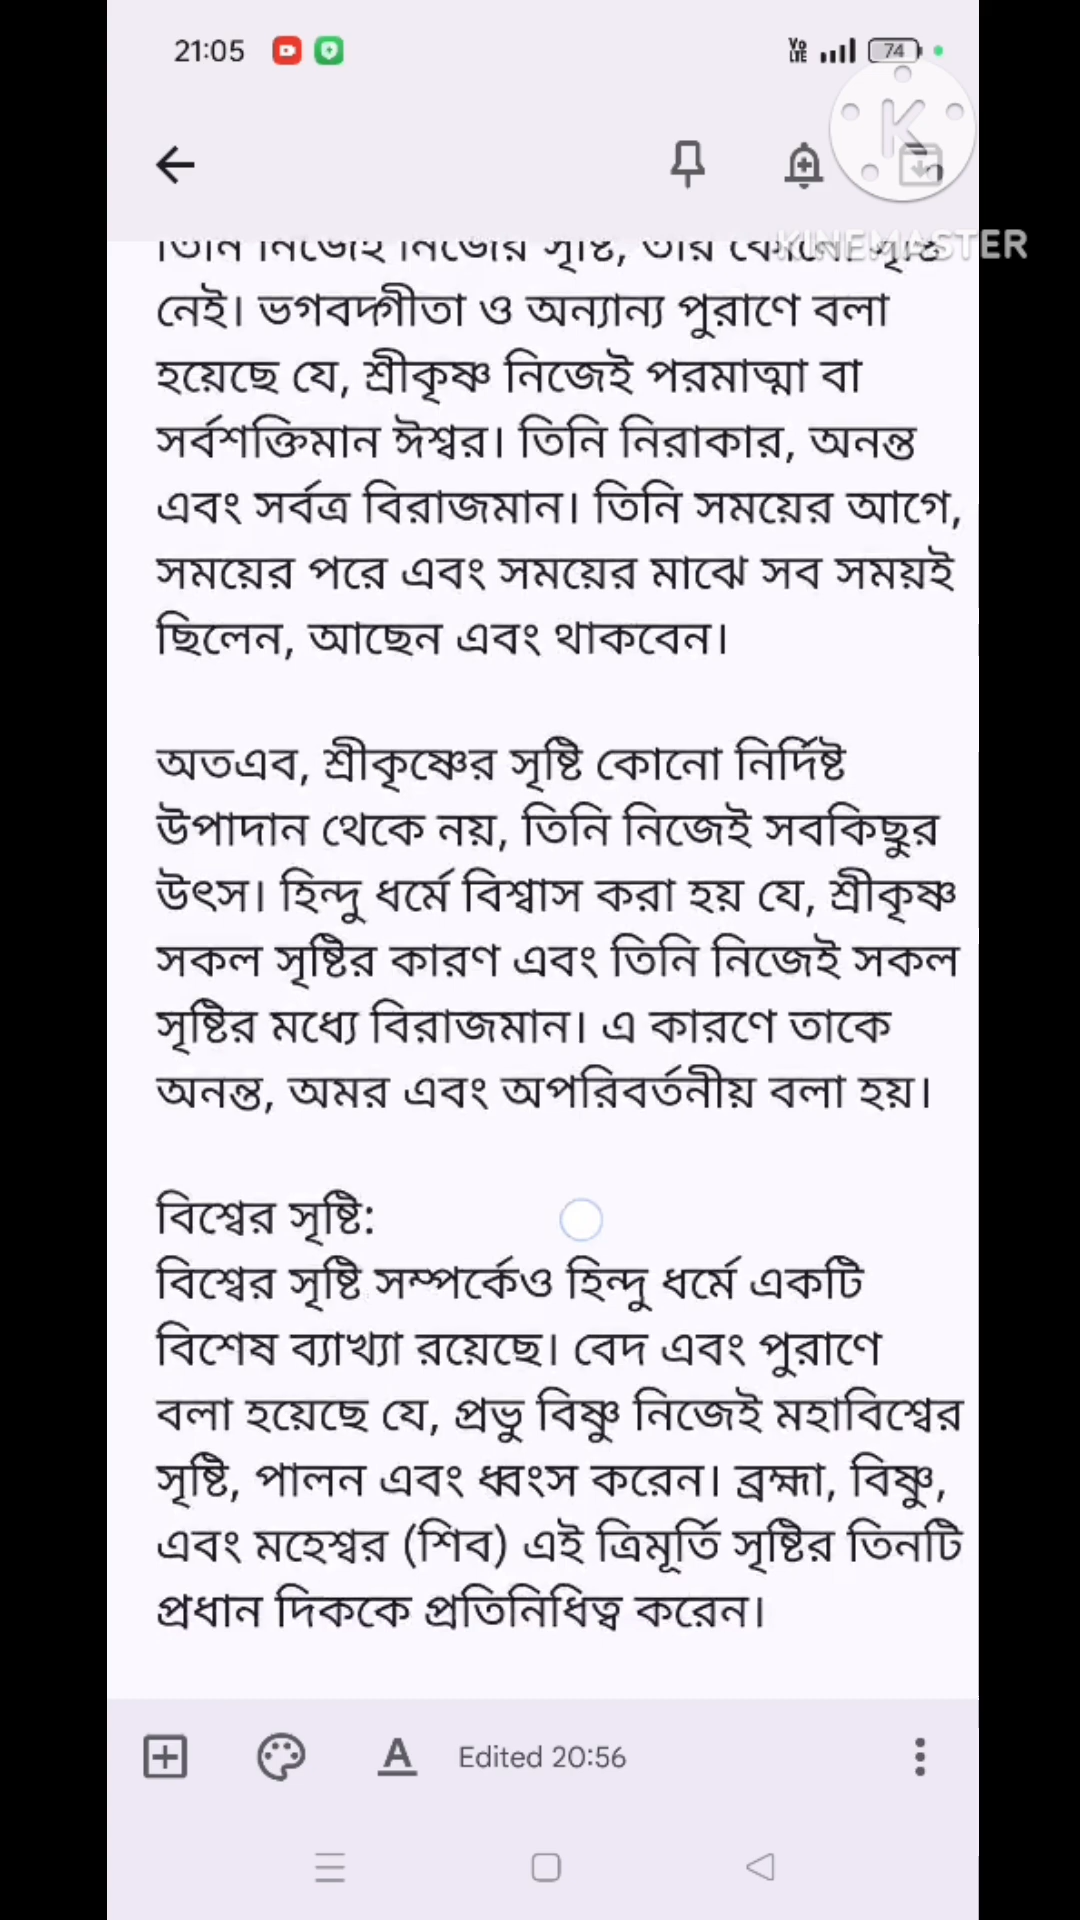 21:05
Vo LTE 74
KINEMASTER
তিনি নিজেই নিজের সৃষ্টি, তার
নেই। ভগবদ্গীতা ও অন্যান্য পুরাণে বলা
হয়েছে যে, শ্রীকৃষ্ণ নিজেই পরমাত্মা বা
সর্বশক্তিমান ঈশ্বর। তিনি নিরাকার, অনন্ত
এবং সর্বত্র বিরাজমান। তিনি সময়ের আগে,
সময়ের পরে এবং সময়ের মাঝে সব সময়ই
ছিলেন, আছেন এবং থাকবেন।
অতএব, শ্রীকৃষ্ণের সৃষ্টি কোনো নির্দিষ্ট
উপাদান থেকে নয়, তিনি নিজেই সবকিছুর
উৎস। হিন্দু ধর্মে বিশ্বাস করা হয় যে, শ্রীকৃষ্ণ
সকল সৃষ্টির কারণ এবং তিনি নিজেই সকল
সৃষ্টির মধ্যে বিরাজমান। এ কারণে তাকে
অনন্ত, অমর এবং অপরিবর্তনীয় বলা হয়।
বিশ্বের সৃষ্টি:
বিশ্বের সৃষ্টি সম্পর্কেও হিন্দু ধর্মে একটি
বিশেষ ব্যাখ্যা রয়েছে। বেদ এবং পুরাণে
বলা হয়েছে যে, প্রভু বিষ্ণু নিজেই মহাবিশ্বের
সৃষ্টি, পালন এবং ধ্বংস করেন। ব্রহ্মা, বিষ্ণু,
এবং মহেশ্বর (শিব) এই ত্রিমূর্তি সৃষ্টির তিনটি
প্রধান দিককে প্রতিনিধিত্ব করেন।
Edited 20:56